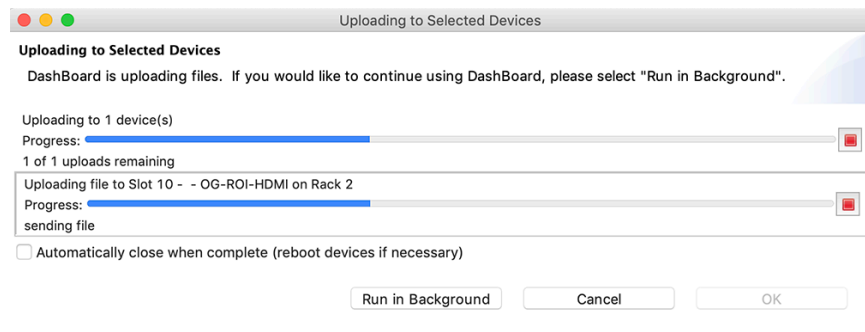 Uploading to Selected Devices
Uploading to Selected Devices
DashBoard is uploading files. If you would like to continue using DashBoard, please select "Run in Background".
Uploading to 1 device(s)
Progress:
1 of 1 uploads remaining
Uploading file to Slot 10 - - OG-ROI-HDMI on Rack 2
Progress:
sending file
Automatically close when complete (reboot devices if necessary)
Run in Background Cancel OK